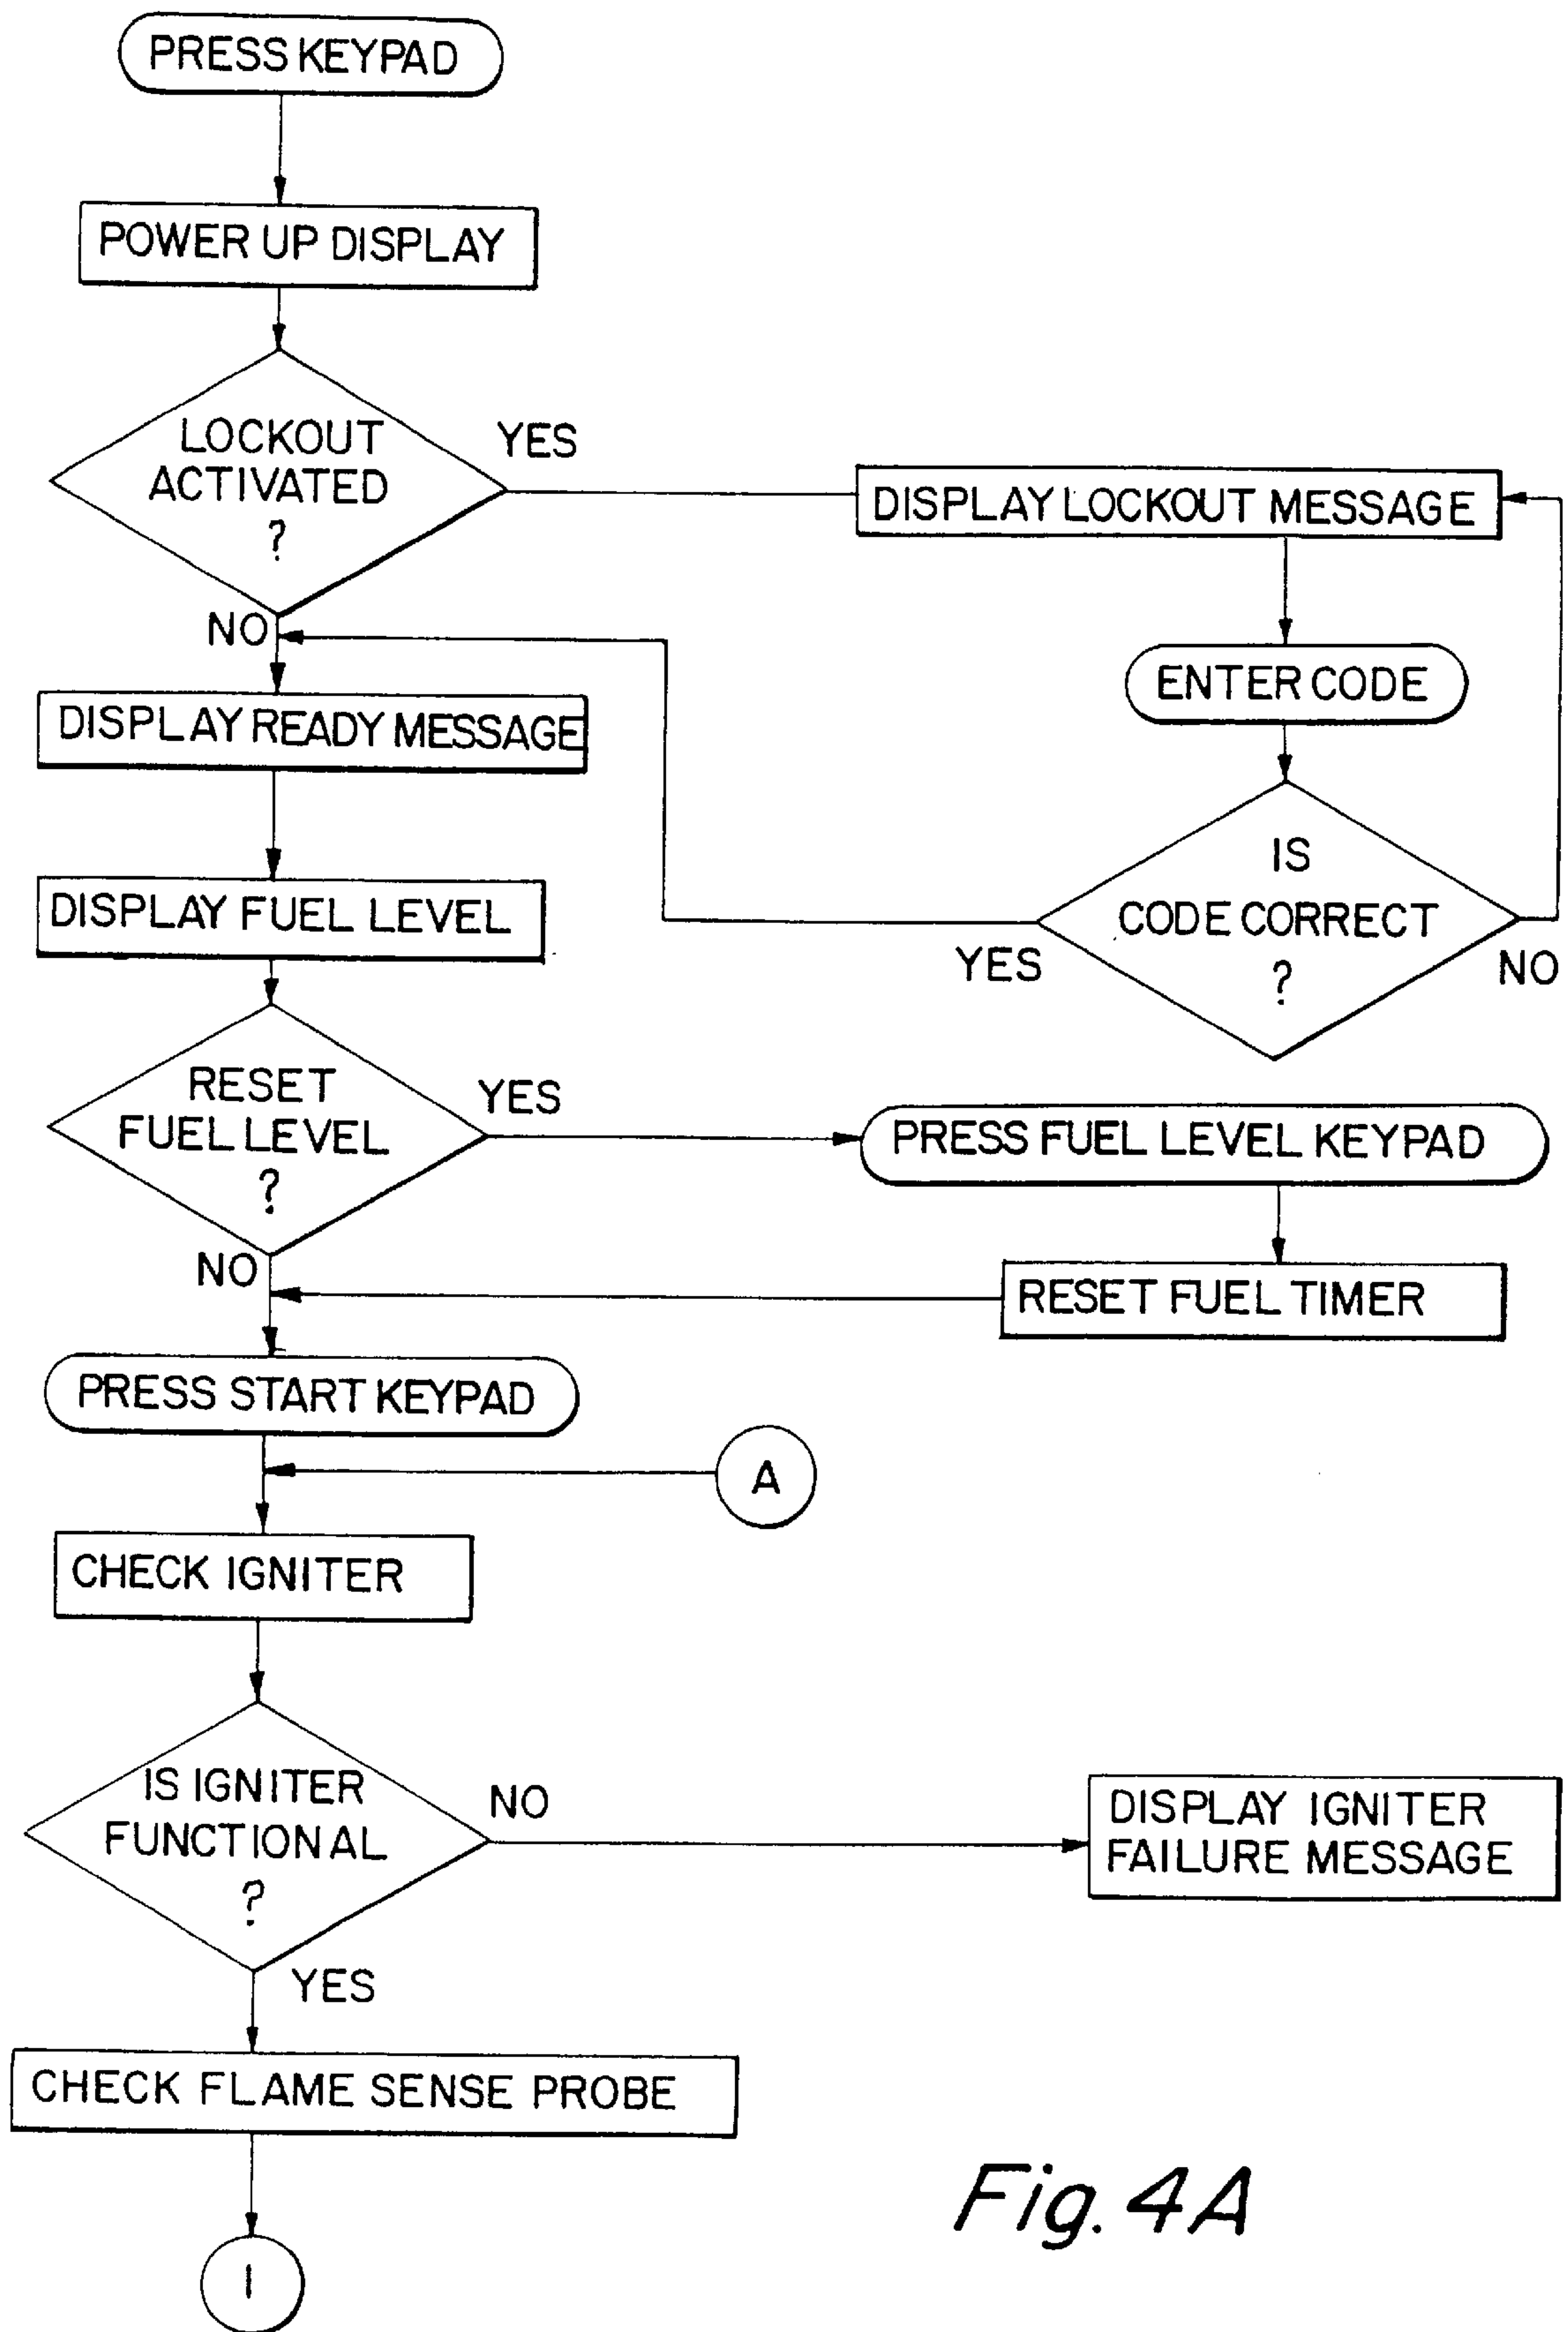 PRESS KEYPAD
POWER UP DISPLAY
LOCKOUT
ACTIVATED
?
YES
NO
DISPLAY LOCKOUT MESSAGE
ENTER CODE
IS
CODE CORRECT
?
YES
NO
DISPLAY READY MESSAGE
DISPLAY FUEL LEVEL
RESET
FUEL LEVEL
?
YES
NO
PRESS FUEL LEVEL KEYPAD
RESET FUEL TIMER
PRESS START KEYPAD
A
CHECK IGNITER
IS IGNITER
FUNCTIONAL
?
NO
YES
DISPLAY IGNITER
FAILURE MESSAGE
CHECK FLAME SENSE PROBE
1
Fig. 4A